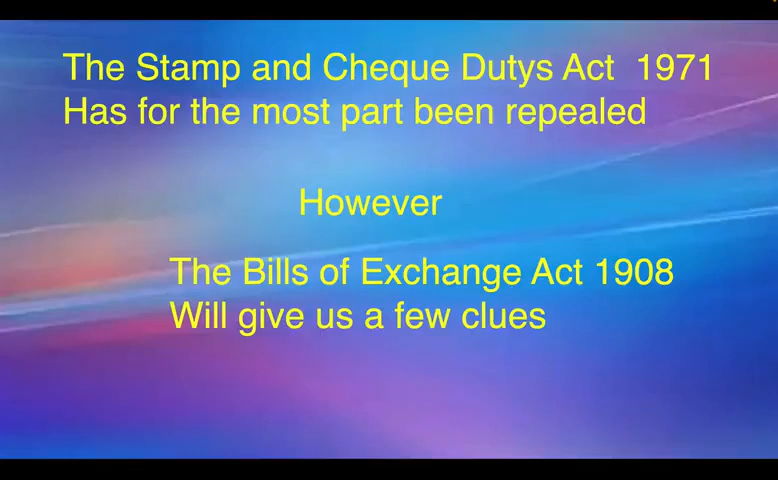 The Stamp and Cheque Dutys Act 1971
Has for the most part been repealed
However
The Bills of Exchange Act 1908
Will give us a few clues